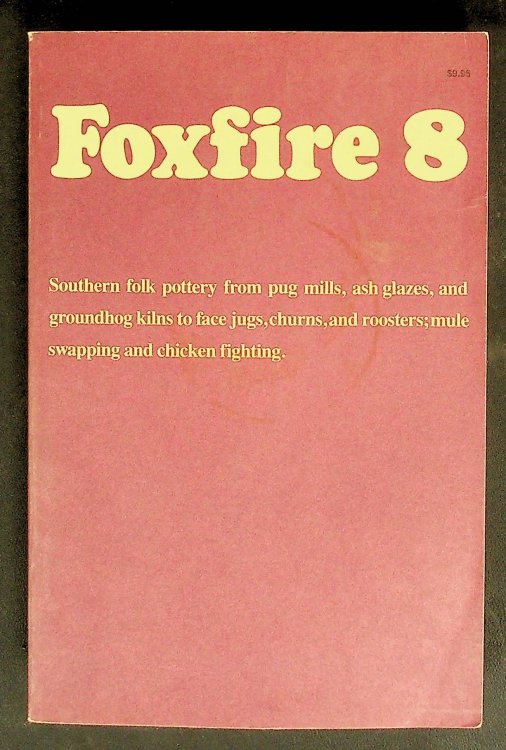 $9.95
Foxfire 8
Southern folk pottery from pug mills, ash glazes, and
groundhog kilns to face jugs, churns, and roosters; mule
swapping and chicken fighting.